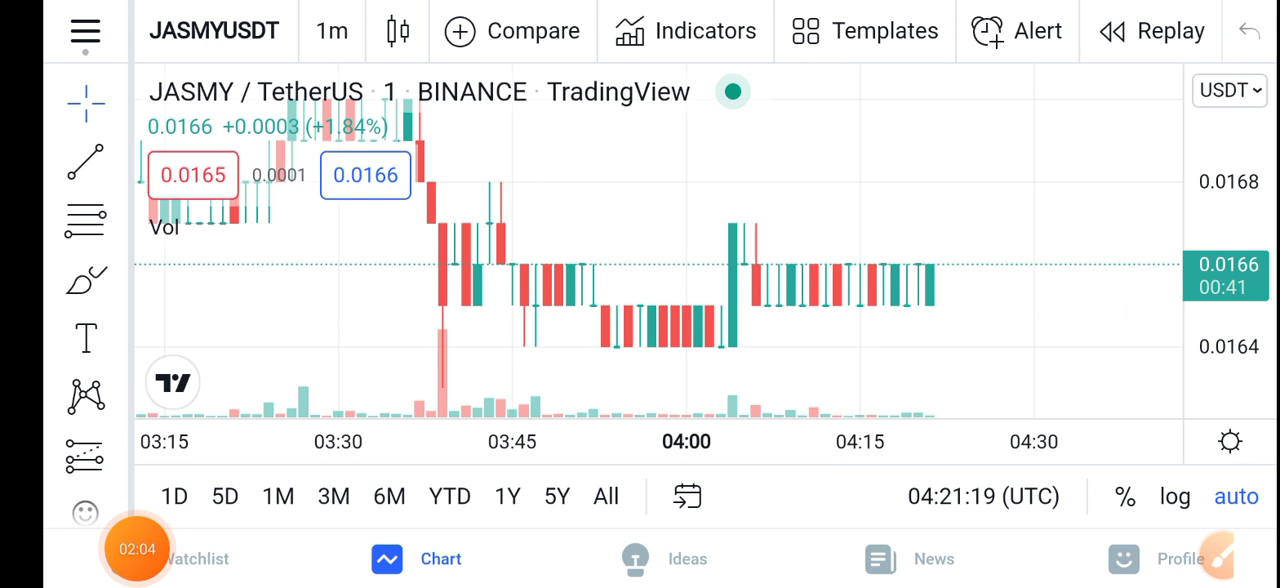 JASMYUSDT 1m Compare Indicators Templates Alert Replay
JASMY / TetherUS · 1 · BINANCE · TradingView
USDT
0.0166 +0.0003 (+1.84%)
0.0165 0.0001 0.0166
Vol
0.0168
0.0166
00:41
0.0164
03:15 03:30 03:45 04:00 04:15 04:30
1D 5D 1M 3M 6M YTD 1Y 5Y All 04:21:19 (UTC) % log auto
02:04 Watchlist Chart Ideas News Profile